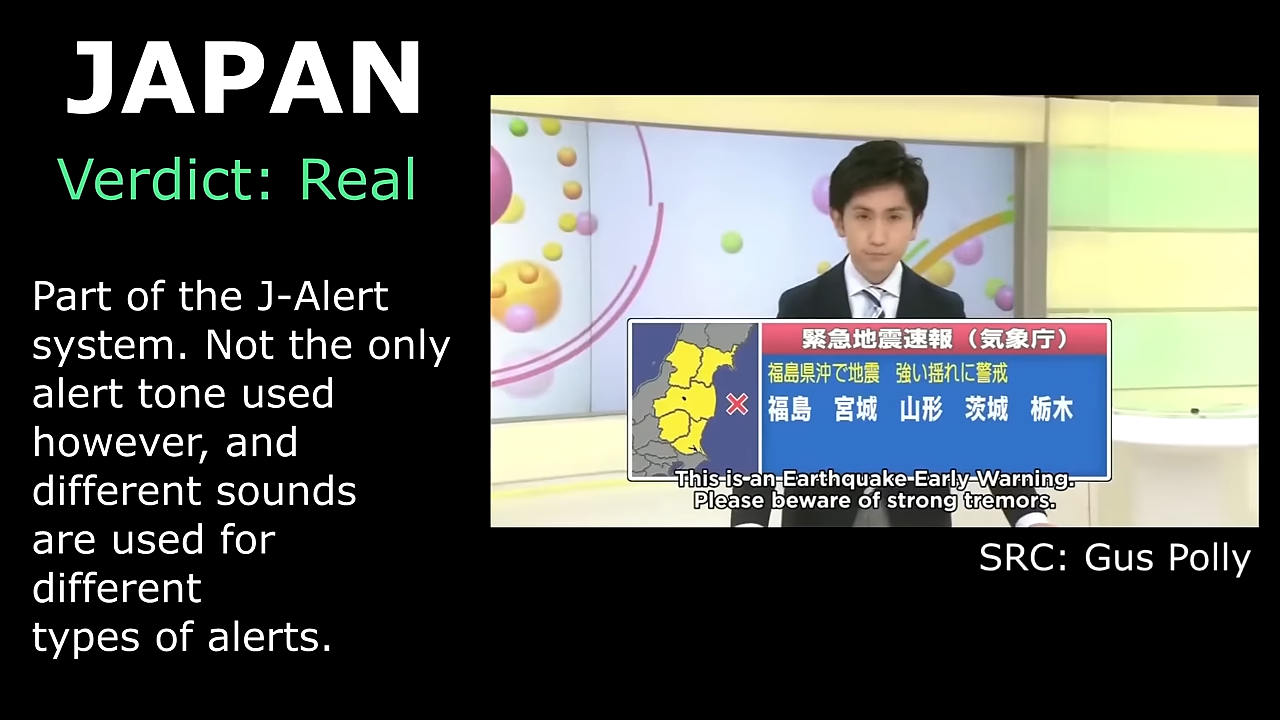 JAPAN
Verdict: Real
Part of the J-Alert
system. Not the only
alert tone used
however, and
different sounds
are used for
different
types of alerts.
緊急地震速報（気象庁）
福島県沖で地震　強い揺れに警戒
福島　宮城　山形　茨城　栃木
This is an Earthquake Early Warning.
Please beware of strong tremors.
SRC: Gus Polly